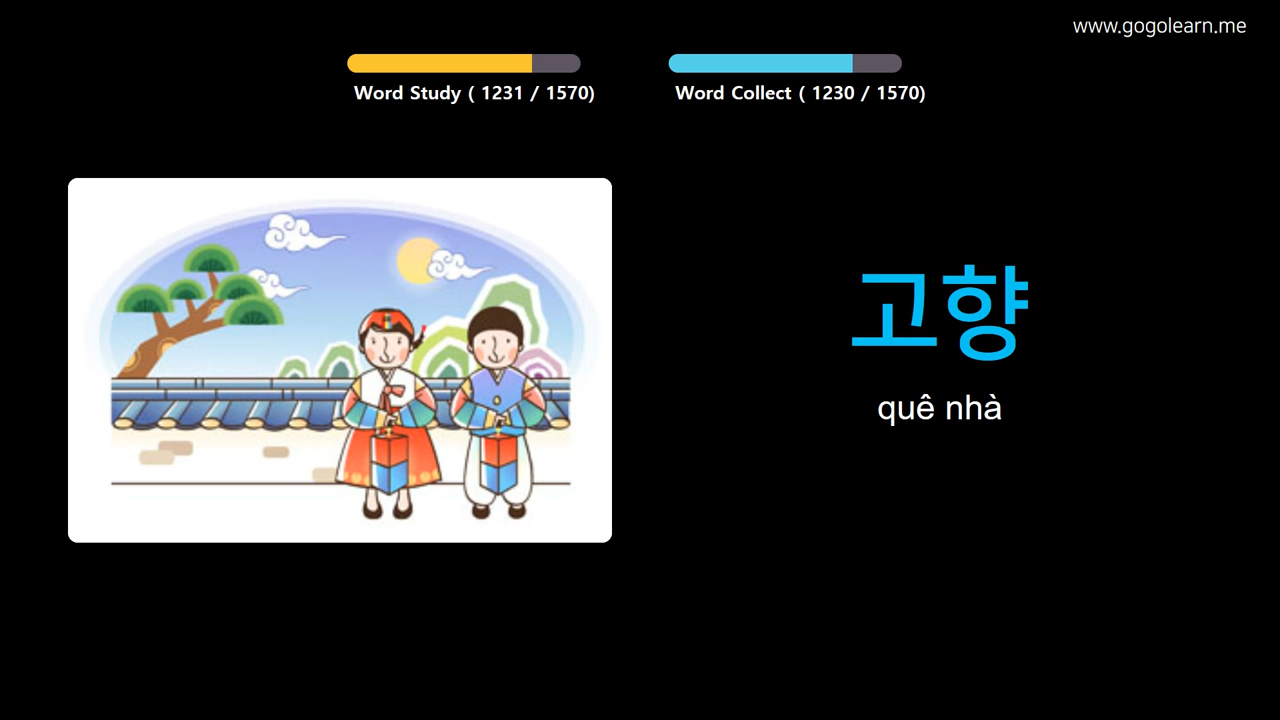 www.gogolearn.me
Word Study ( 1231 / 1570)
Word Collect ( 1230 / 1570)
고향
quê nhà